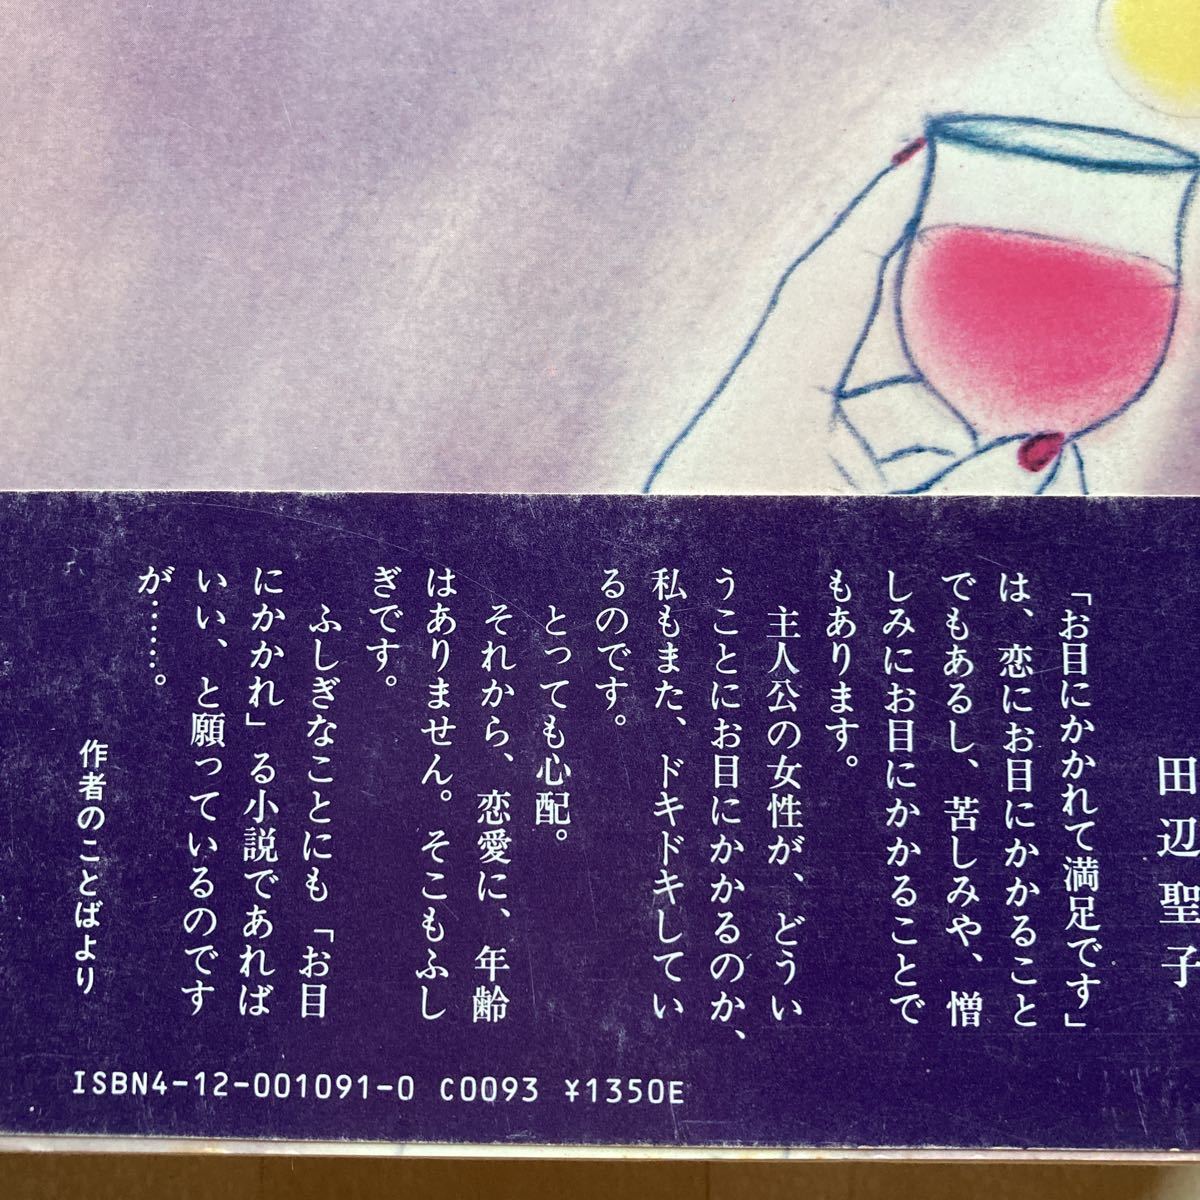 田辺聖子
「お目にかかれて満足です」
は、恋にお目にかかること
でもあるし、苦しみや、憎
しみにお目にかかることで
もあります。
主人公の女性が、どうい
うことにお目にかかるのか、
私もまた、ドキドキしてい
るのです。
とっても心配。
それから、恋愛に、年齢
はありません。そこもふし
ぎです。
ふしぎなことにも「お目
にかかれ」る小説であれば
いい、と願っているのです
が……。
作者のことばより
ISBN4-12-001091-0 C0093 ¥1350E